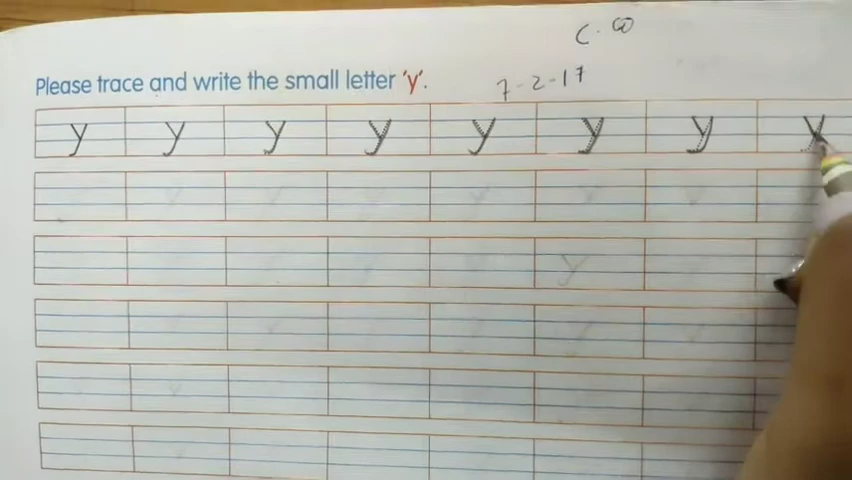 C. W
Please trace and write the small letter 'y'.
7-2-17
y y y y y y y y
y